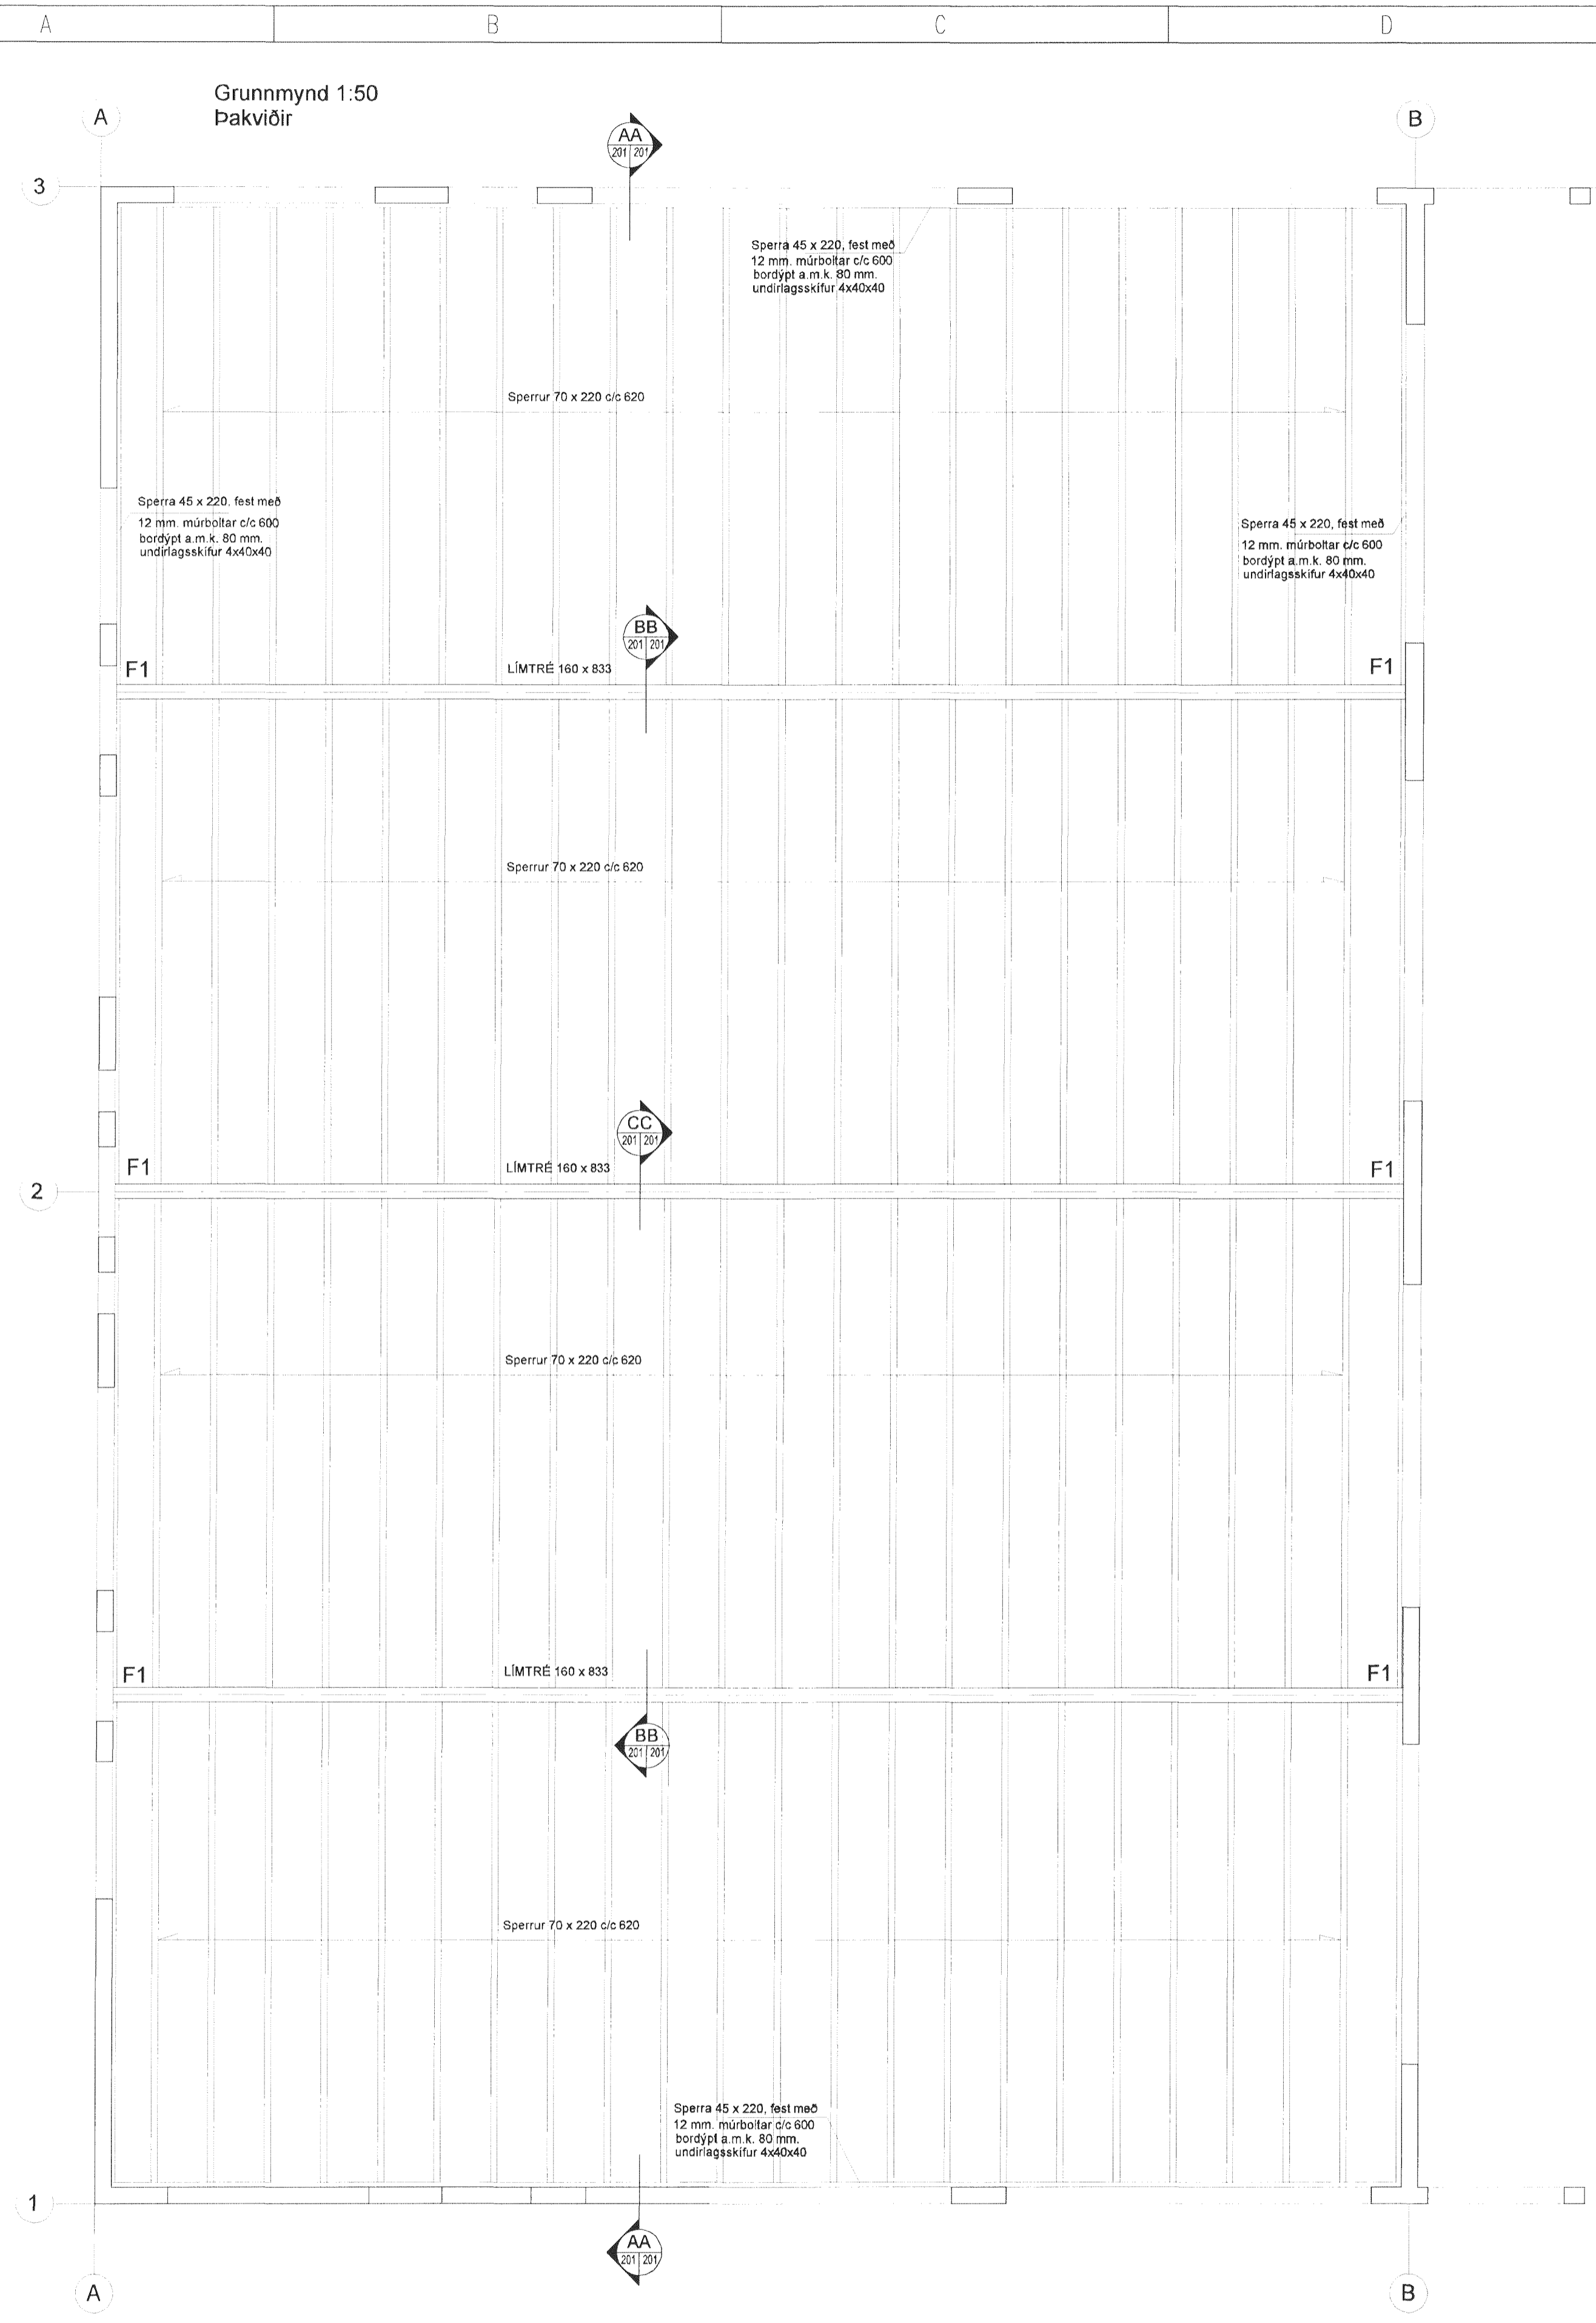 A
B
C
D
Grunnmynd 1:50
Þakviðir
A
B
AA
201 201
3
Sperra 45 x 220, fest með
12 mm. múrboltar c/c 600
bordýpt a.m.k. 80 mm.
undirlagsskífur 4x40x40
Sperrur 70 x 220 c/c 620
Sperra 45 x 220, fest með
12 mm. múrboltar c/c 600
bordýpt a.m.k. 80 mm.
undirlagsskífur 4x40x40
Sperra 45 x 220, fest með
12 mm. múrboltar c/c 600
bordýpt a.m.k. 80 mm.
undirlagsskífur 4x40x40
BB
201 201
F1
LÍMTRÉ 160 x 833
F1
Sperrur 70 x 220 c/c 620
CC
201 201
F1
LÍMTRÉ 160 x 833
F1
2
Sperrur 70 x 220 c/c 620
F1
LÍMTRÉ 160 x 833
F1
BB
201 201
Sperrur 70 x 220 c/c 620
Sperra 45 x 220, fest með
12 mm. múrboltar c/c 600
bordýpt a.m.k. 80 mm.
undirlagsskífur 4x40x40
1
AA
201 201
A
B